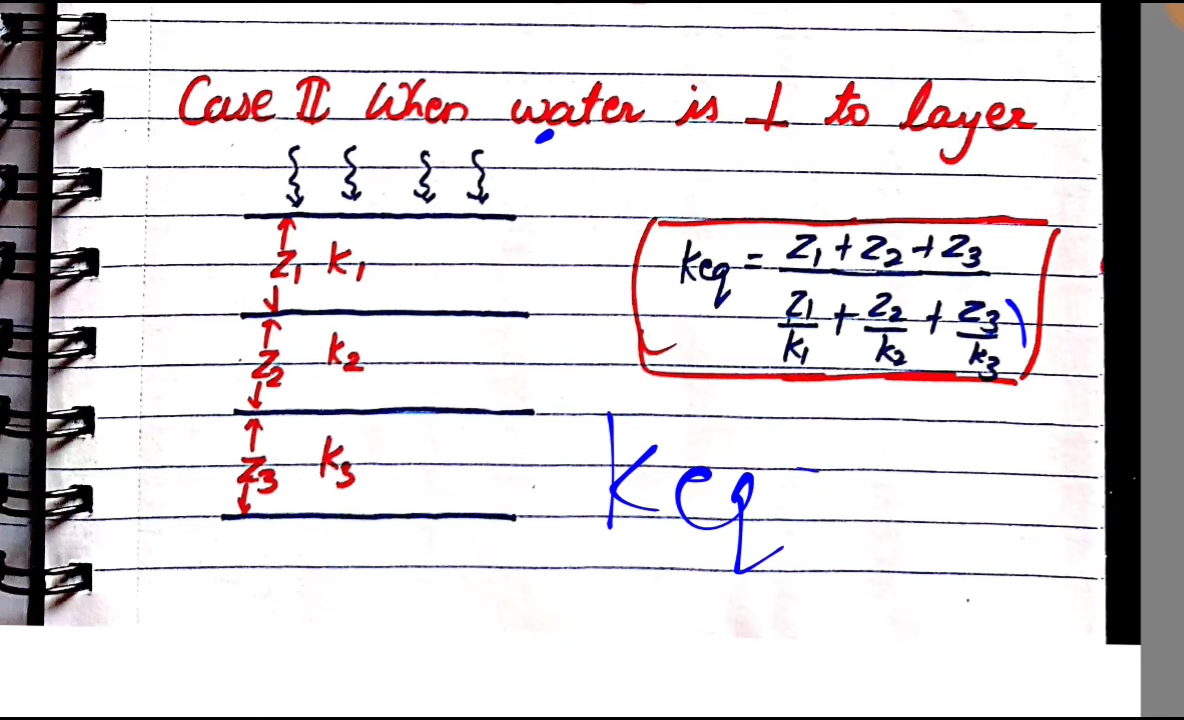 Case II When water is ⊥ to layer
Z₁ K₁
Z₂ K₂
Z₃ K₃
Keq = Z₁ + Z₂ + Z₃
Z₁/K₁ + Z₂/K₂ + Z₃/K₃
Keq -